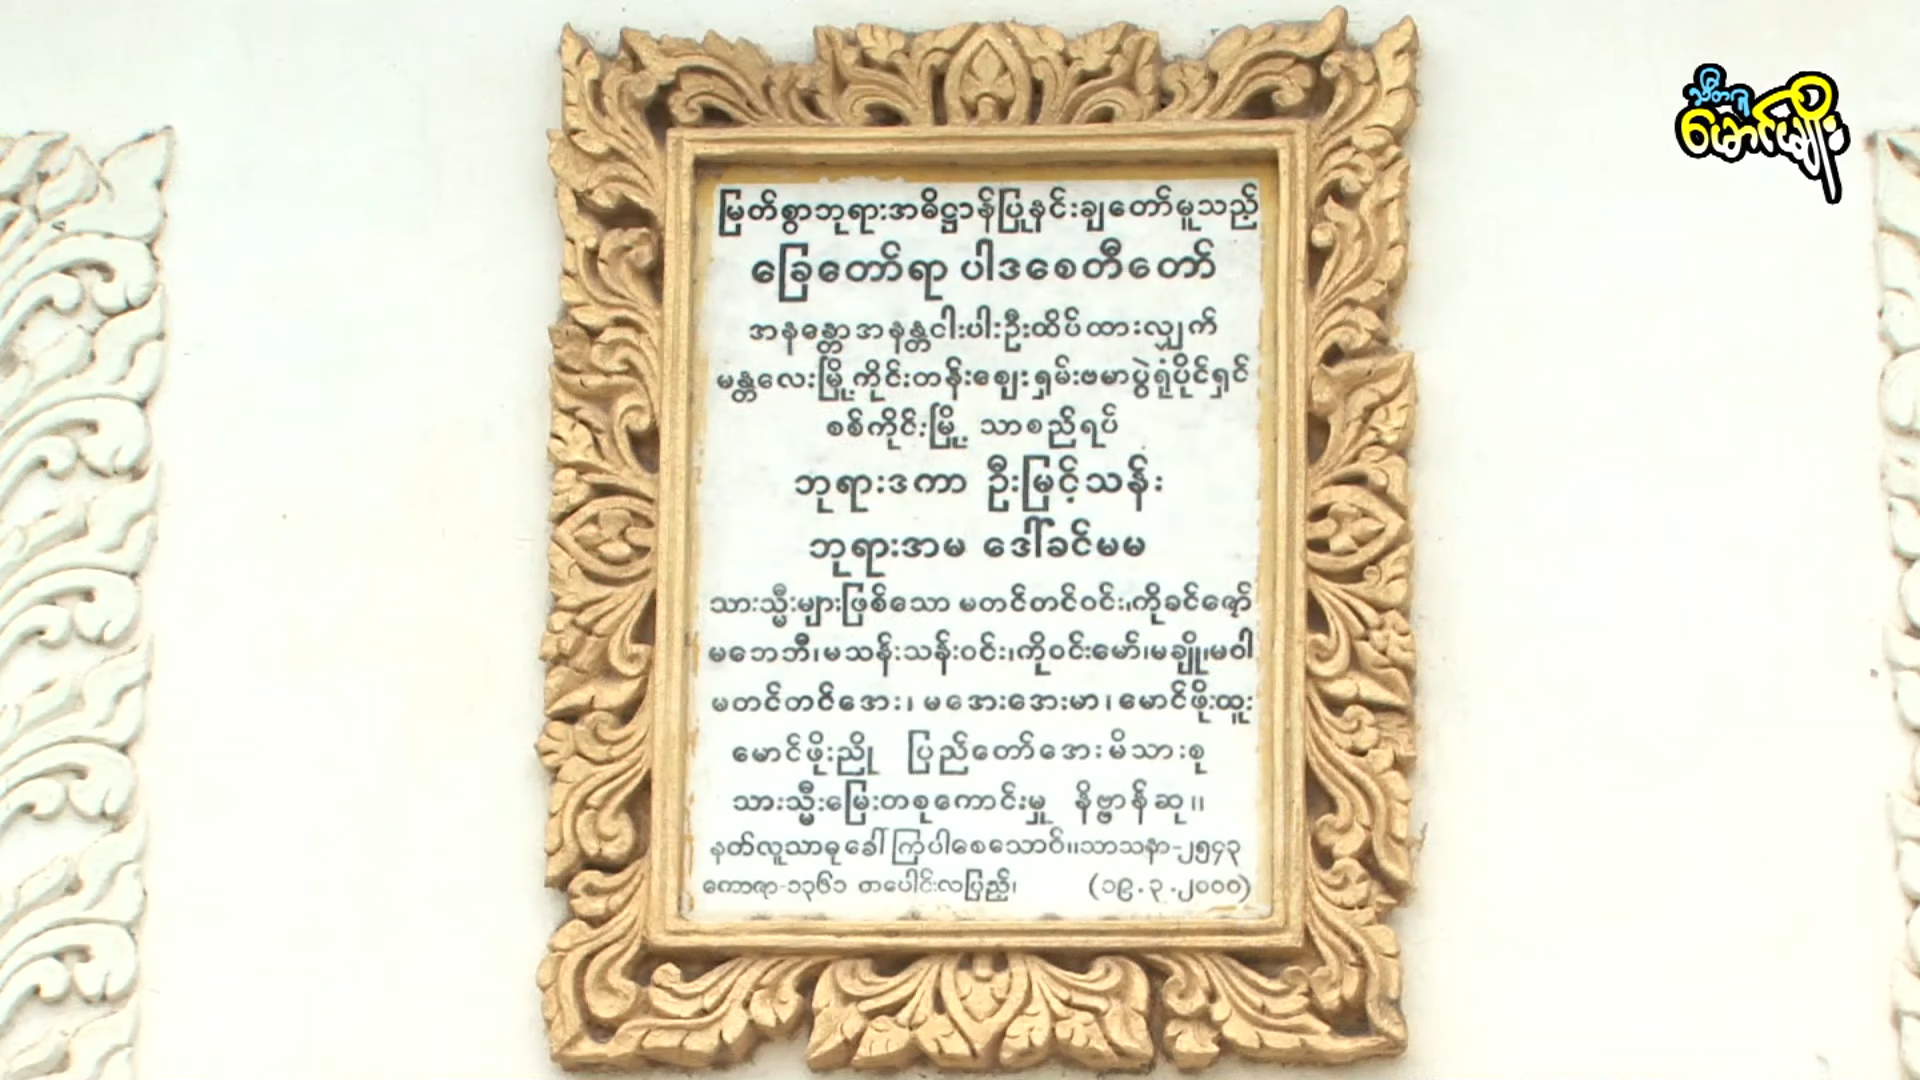 မြတ်စွာဘုရားအဓိဋ္ဌာန်ပြုနင်းချတော်မူသည့်
ခြေတော်ရာ ပါဒစေတီတော်
အနန္တောအနန္တငါးပါးဦးထိပ်ထားလျှက်
မန္တလေးမြို့ကိုင်းတန်းဈေးရှမ်းဗမာပွဲရုံပိုင်ရှင်
စစ်ကိုင်းမြို့ သာစည်ရပ်
ဘုရားဒကာ ဦးမြင့်သန်း
ဘုရားအမ ဒေါ်ခင်မမ
သားသ္မီးများဖြစ်သော မတင်တင်ဝင်း၊ကိုခင်ဇော်
မဘေဘီ၊မသန်းသန်းဝင်း၊ကိုဝင်းမော်၊မချို၊မဝါ
မတင်တင်အေး၊ မအေးအေးမာ၊ မောင်ဖိုးထူး
မောင်ဖိုးညို ပြည်တော်အေးမိသားစု
သားသ္မီးမြေးတစုကောင်းမှု နိဗ္ဗာန်ဆု။
နတ်လူသာဓုခေါ်ကြပါစေသောဝ်။သာသနာ-၂၅၄၃
ကောဇာ-၁၃၆၁ တပေါင်းလပြည့်၊ (၁၉.၃.၂၀၀၀)
သီတဂူ
မောင်ချိုး